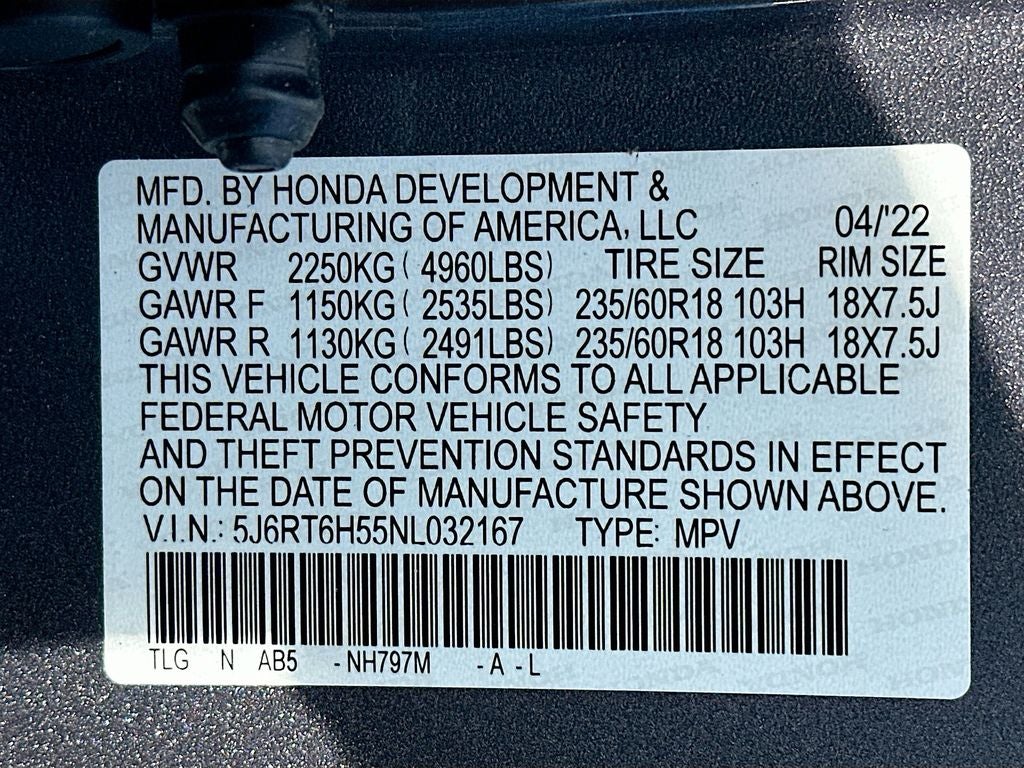 MFD. BY HONDA DEVELOPMENT &
MANUFACTURING OF AMERICA, LLC 04/'22
GVWR 2250KG ( 4960LBS) TIRE SIZE RIM SIZE
GAWR F 1150KG ( 2535LBS) 235/60R18 103H 18X7.5J
GAWR R 1130KG ( 2491LBS) 235/60R18 103H 18X7.5J
THIS VEHICLE CONFORMS TO ALL APPLICABLE
FEDERAL MOTOR VEHICLE SAFETY
AND THEFT PREVENTION STANDARDS IN EFFECT
ON THE DATE OF MANUFACTURE SHOWN ABOVE.
V.I.N.: 5J6RT6H55NL032167 TYPE: MPV
TLG N AB5 -NH797M -A -L